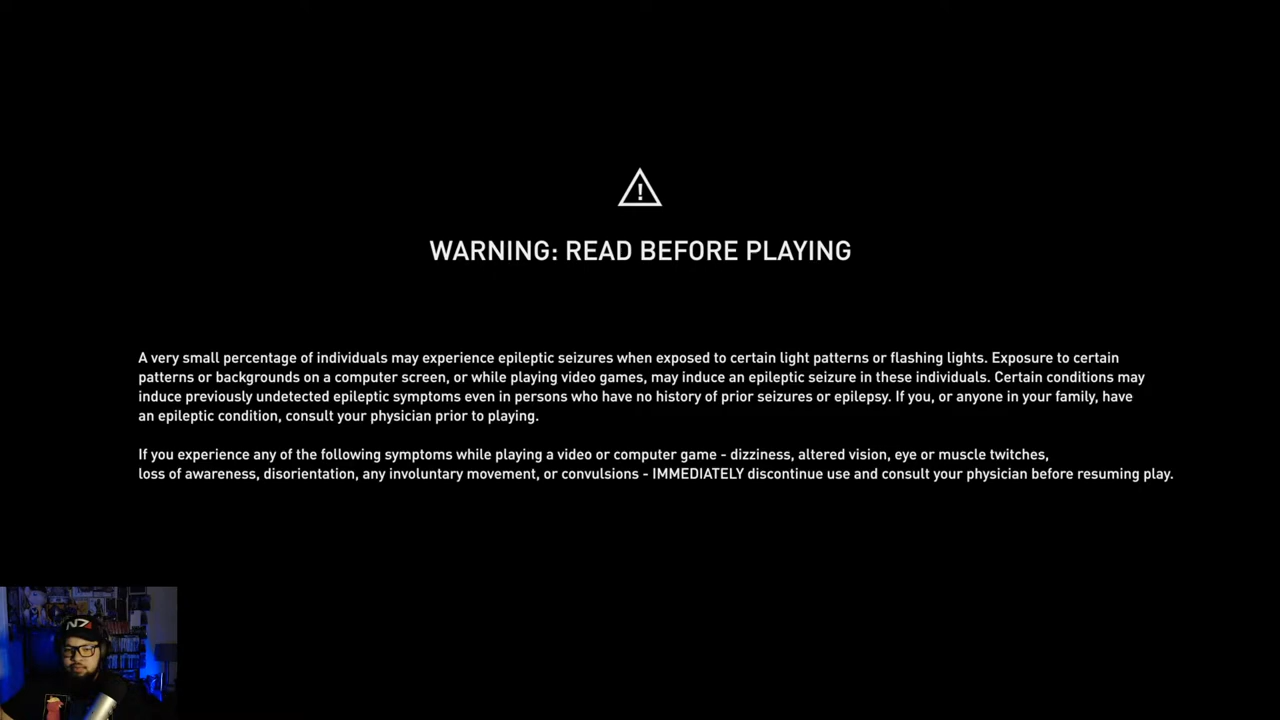 !
WARNING: READ BEFORE PLAYING
A very small percentage of individuals may experience epileptic seizures when exposed to certain light patterns or flashing lights. Exposure to certain
patterns or backgrounds on a computer screen, or while playing video games, may induce an epileptic seizure in these individuals. Certain conditions may
induce previously undetected epileptic symptoms even in persons who have no history of prior seizures or epilepsy. If you, or anyone in your family, have
an epileptic condition, consult your physician prior to playing.
If you experience any of the following symptoms while playing a video or computer game - dizziness, altered vision, eye or muscle twitches,
loss of awareness, disorientation, any involuntary movement, or convulsions - IMMEDIATELY discontinue use and consult your physician before resuming play.
N7